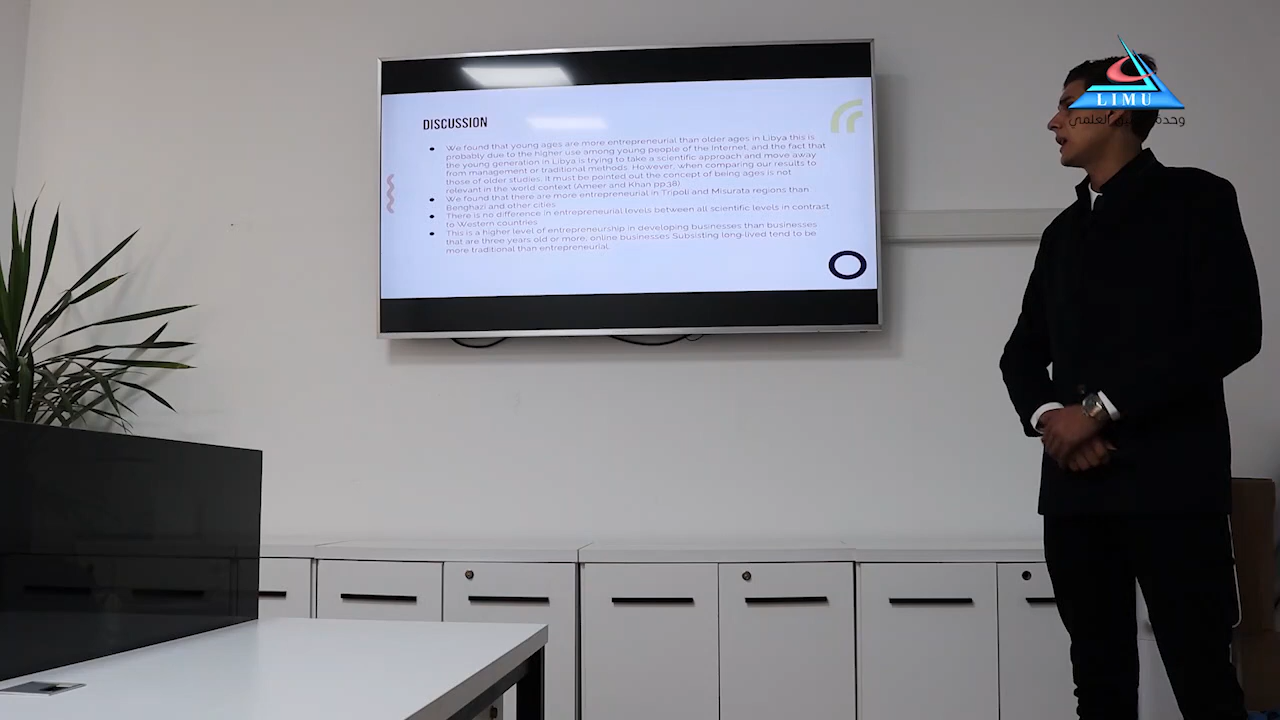 LIMU
وحدة البحث العلمي
DISCUSSION
● We found that young ages are more entrepreneurial than older ages in Libya this is
probably due to the higher use among young people of the Internet, and the fact that
the young generation in Libya is trying to take a scientific approach and move away
from management or traditional methods. However, when comparing our results to
those of older studies, It must be pointed out the concept of being ages is not
relevant in the world context (Ameer and Khan pp.38).
● We found that there are more entrepreneurial in Tripoli and Misurata regions than
Benghazi and other cities
● There is no difference in entrepreneurial levels between all scientific levels in contrast
to Western countries
● This is a higher level of entrepreneurship in developing businesses than businesses
that are three years old or more, online businesses Subsisting long-lived tend to be
more traditional than entrepreneurial.